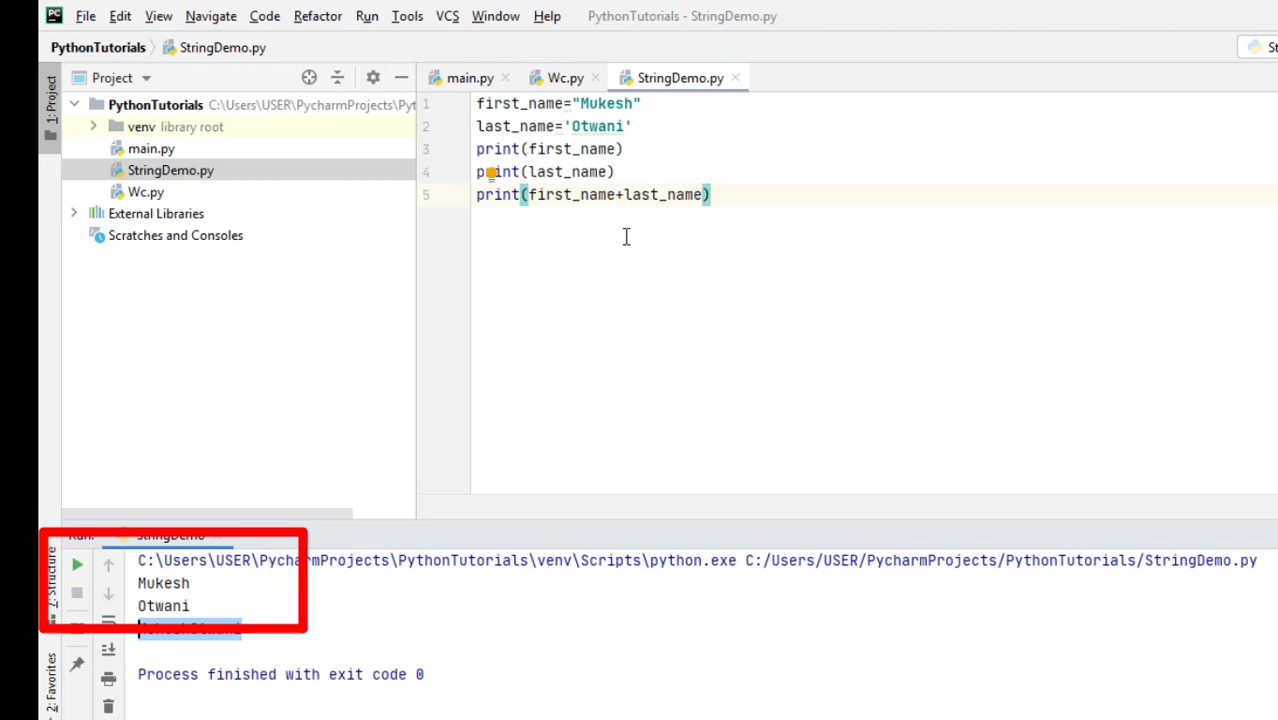 PC File Edit View Navigate Code Refactor Run Tools VCS Window Help PythonTutorials - StringDemo.py
PythonTutorials StringDemo.py St
1: Project
Project main.py Wc.py StringDemo.py
PythonTutorials C:\Users\USER\PycharmProjects\Pyt
venv library root
main.py
StringDemo.py
Wc.py
External Libraries
Scratches and Consoles
1 first_name="Mukesh"
2 last_name='Otwani'
3 print(first_name)
4 print(last_name)
5 print(first_name+last_name)
C:\Users\USER\PycharmProjects\PythonTutorials\venv\Scripts\python.exe C:/Users/USER/PycharmProjects/PythonTutorials/StringDemo.py
Mukesh
Otwani
Process finished with exit code 0
Structure
2: Favorites